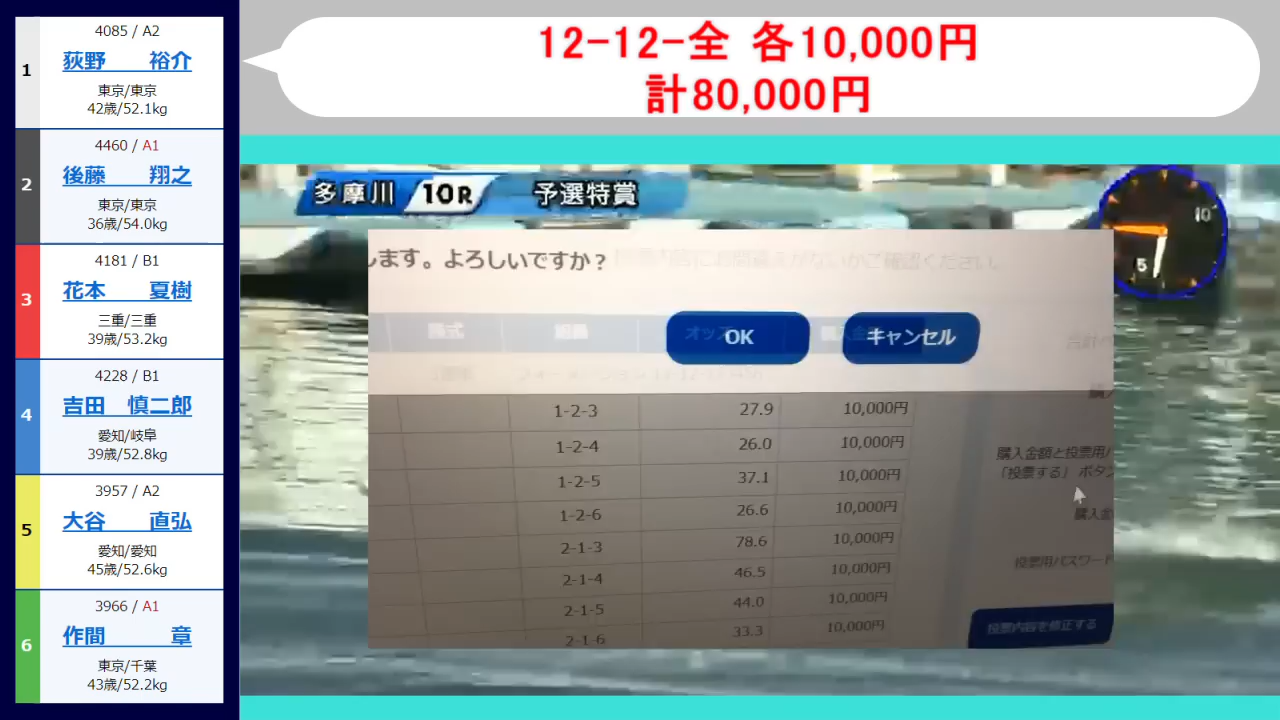 1
4085 / A2
荻野 裕介
東京/東京
42歳/52.1kg
2
4460 / A1
後藤 翔之
東京/東京
36歳/54.0kg
3
4181 / B1
花本 夏樹
三重/三重
39歳/53.2kg
4
4228 / B1
吉田 慎二郎
愛知/岐阜
39歳/52.8kg
5
3957 / A2
大谷 直弘
愛知/愛知
45歳/52.6kg
6
3966 / A1
作間 章
東京/千葉
43歳/52.2kg
12-12-全 各10,000円
計80,000円
多摩川 10R 予選特賞
10
5
します。よろしいですか？
OK
キャンセル
1-2-3 27.9 10,000円
1-2-4 26.0 10,000円
1-2-5 37.1 10,000円
1-2-6 26.6 10,000円
2-1-3 78.6 10,000円
2-1-4 46.5 10,000円
2-1-5 44.0 10,000円
2-1-6 33.3 10,000円
購入金額と投票用
「投票する」ボタン
購入金
投票用パスワード
投票内容を修正する